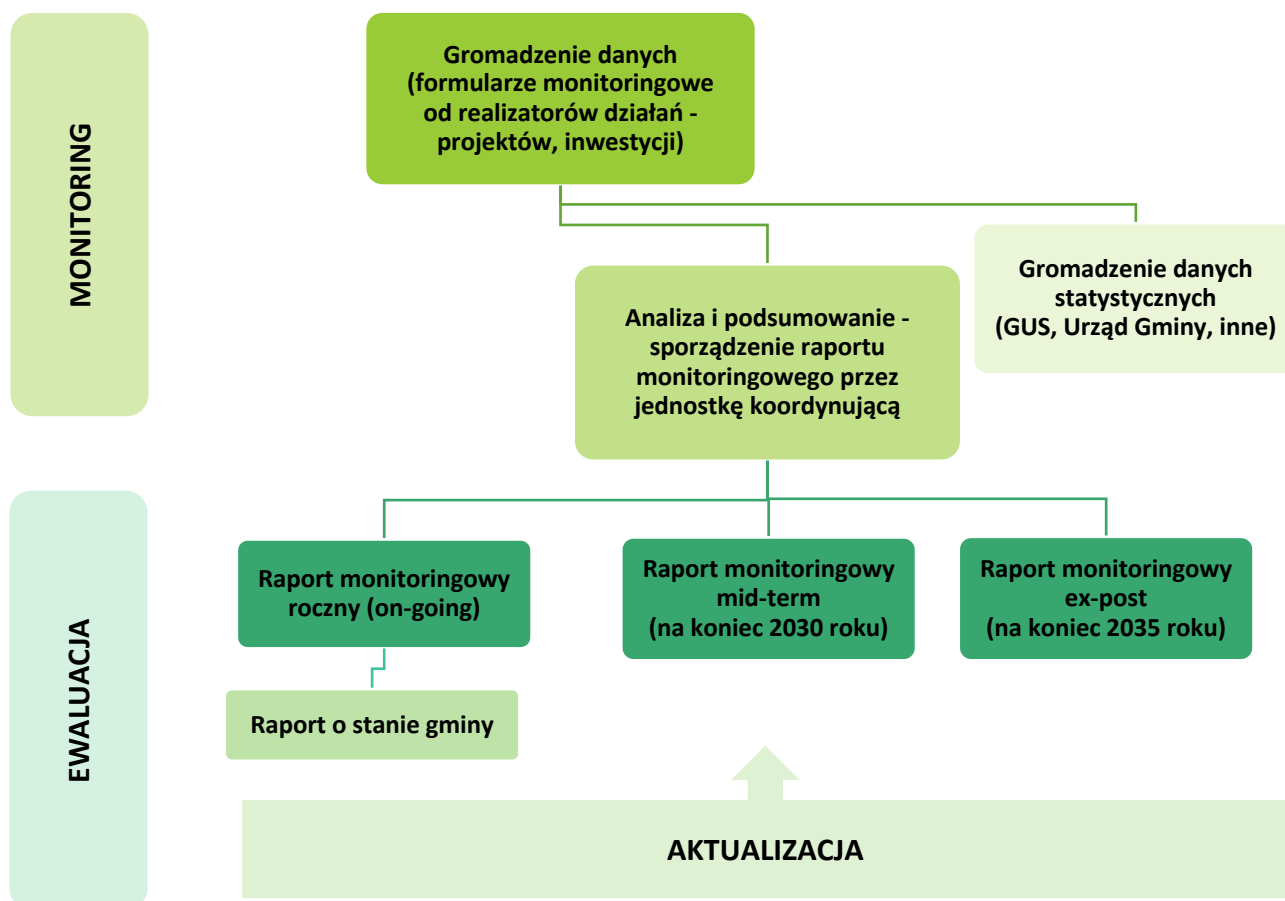 MONITORING
Gromadzenie danych
(formularze monitoringowe
od realizatorów działań -
projektów, inwestycji)
Gromadzenie danych
statystycznych
(GUS, Urząd Gminy, inne)
Analiza i podsumowanie -
sporządzenie raportu
monitoringowego przez
jednostkę koordynującą
EWALUACJA
Raport monitoringowy
roczny (on-going)
Raport monitoringowy
mid-term
(na koniec 2030 roku)
Raport monitoringowy
ex-post
(na koniec 2035 roku)
Raport o stanie gminy
AKTUALIZACJA